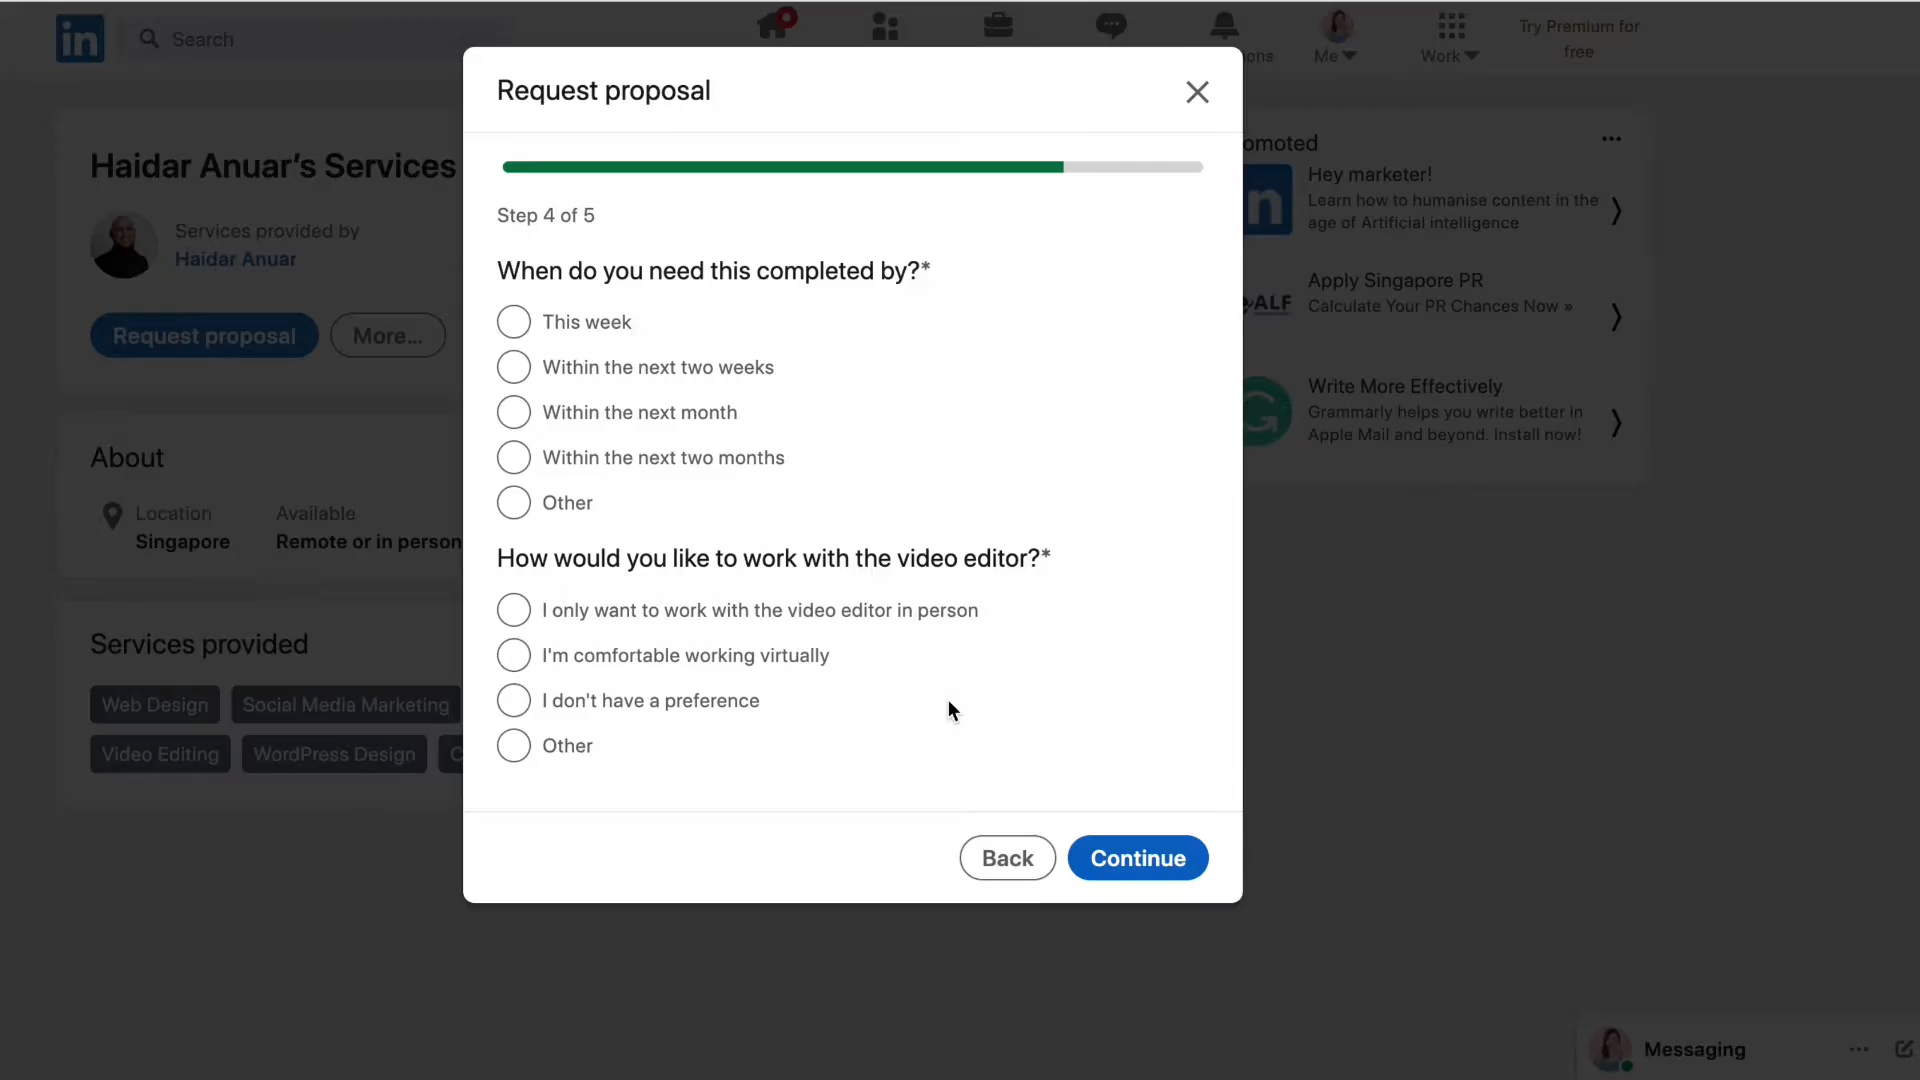 in
Search
ons
Me
Work
Try Premium for
free
Request proposal
Step 4 of 5
When do you need this completed by?*
This week
Within the next two weeks
Within the next month
Within the next two months
Other
How would you like to work with the video editor?*
I only want to work with the video editor in person
I'm comfortable working virtually
I don't have a preference
Other
Back
Continue
Haidar Anuar's Services
Services provided by
Haidar Anuar
Request proposal
More...
About
Location
Singapore
Available
Remote or in person
Services provided
Web Design
Social Media Marketing
Video Editing
WordPress Design
C
omoted
Hey marketer!
Learn how to humanise content in the
age of Artificial intelligence
ALF
Apply Singapore PR
Calculate Your PR Chances Now »
Write More Effectively
Grammarly helps you write better in
Apple Mail and beyond. Install now!
Messaging